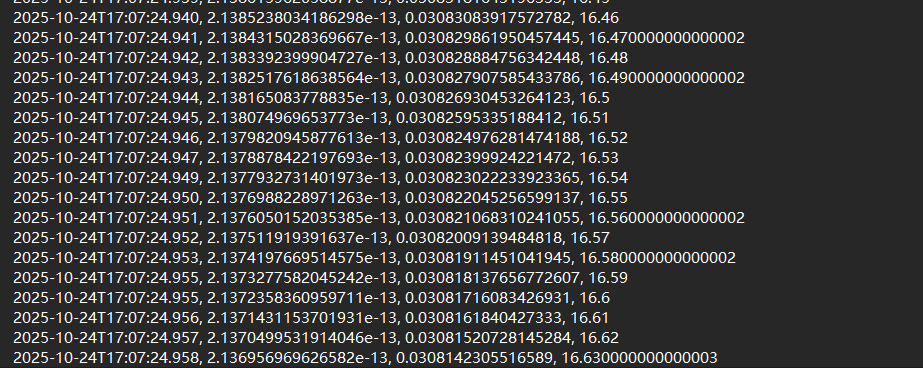 2025-10-24T17:07:24.940, 2.1385238034186298e-13, 0.03083083917572782, 16.46
2025-10-24T17:07:24.941, 2.1384315028369667e-13, 0.030829861950457445, 16.470000000000002
2025-10-24T17:07:24.942, 2.1383392399904727e-13, 0.030828884756342448, 16.48
2025-10-24T17:07:24.943, 2.1382517618638564e-13, 0.030827907585433786, 16.490000000000002
2025-10-24T17:07:24.944, 2.138165083778835e-13, 0.030826930453264123, 16.5
2025-10-24T17:07:24.945, 2.138074969653773e-13, 0.03082595335188412, 16.51
2025-10-24T17:07:24.946, 2.1379820945877613e-13, 0.030824976281474188, 16.52
2025-10-24T17:07:24.947, 2.1378878422197693e-13, 0.03082399924221472, 16.53
2025-10-24T17:07:24.949, 2.1377932731401973e-13, 0.030823022233923365, 16.54
2025-10-24T17:07:24.950, 2.1376988228971263e-13, 0.030822045256599137, 16.55
2025-10-24T17:07:24.951, 2.1376050152035385e-13, 0.030821068310241055, 16.560000000000002
2025-10-24T17:07:24.952, 2.137511919391637e-13, 0.03082009139484818, 16.57
2025-10-24T17:07:24.953, 2.1374197669514575e-13, 0.03081911451041945, 16.580000000000002
2025-10-24T17:07:24.955, 2.1373277582045242e-13, 0.030818137656772607, 16.59
2025-10-24T17:07:24.955, 2.1372358360959711e-13, 0.03081716083426931, 16.6
2025-10-24T17:07:24.956, 2.1371431153701931e-13, 0.0308161840427333, 16.61
2025-10-24T17:07:24.957, 2.1370499531914046e-13, 0.03081520728145284, 16.62
2025-10-24T17:07:24.958, 2.136956969626582e-13, 0.0308142305516589, 16.630000000000003